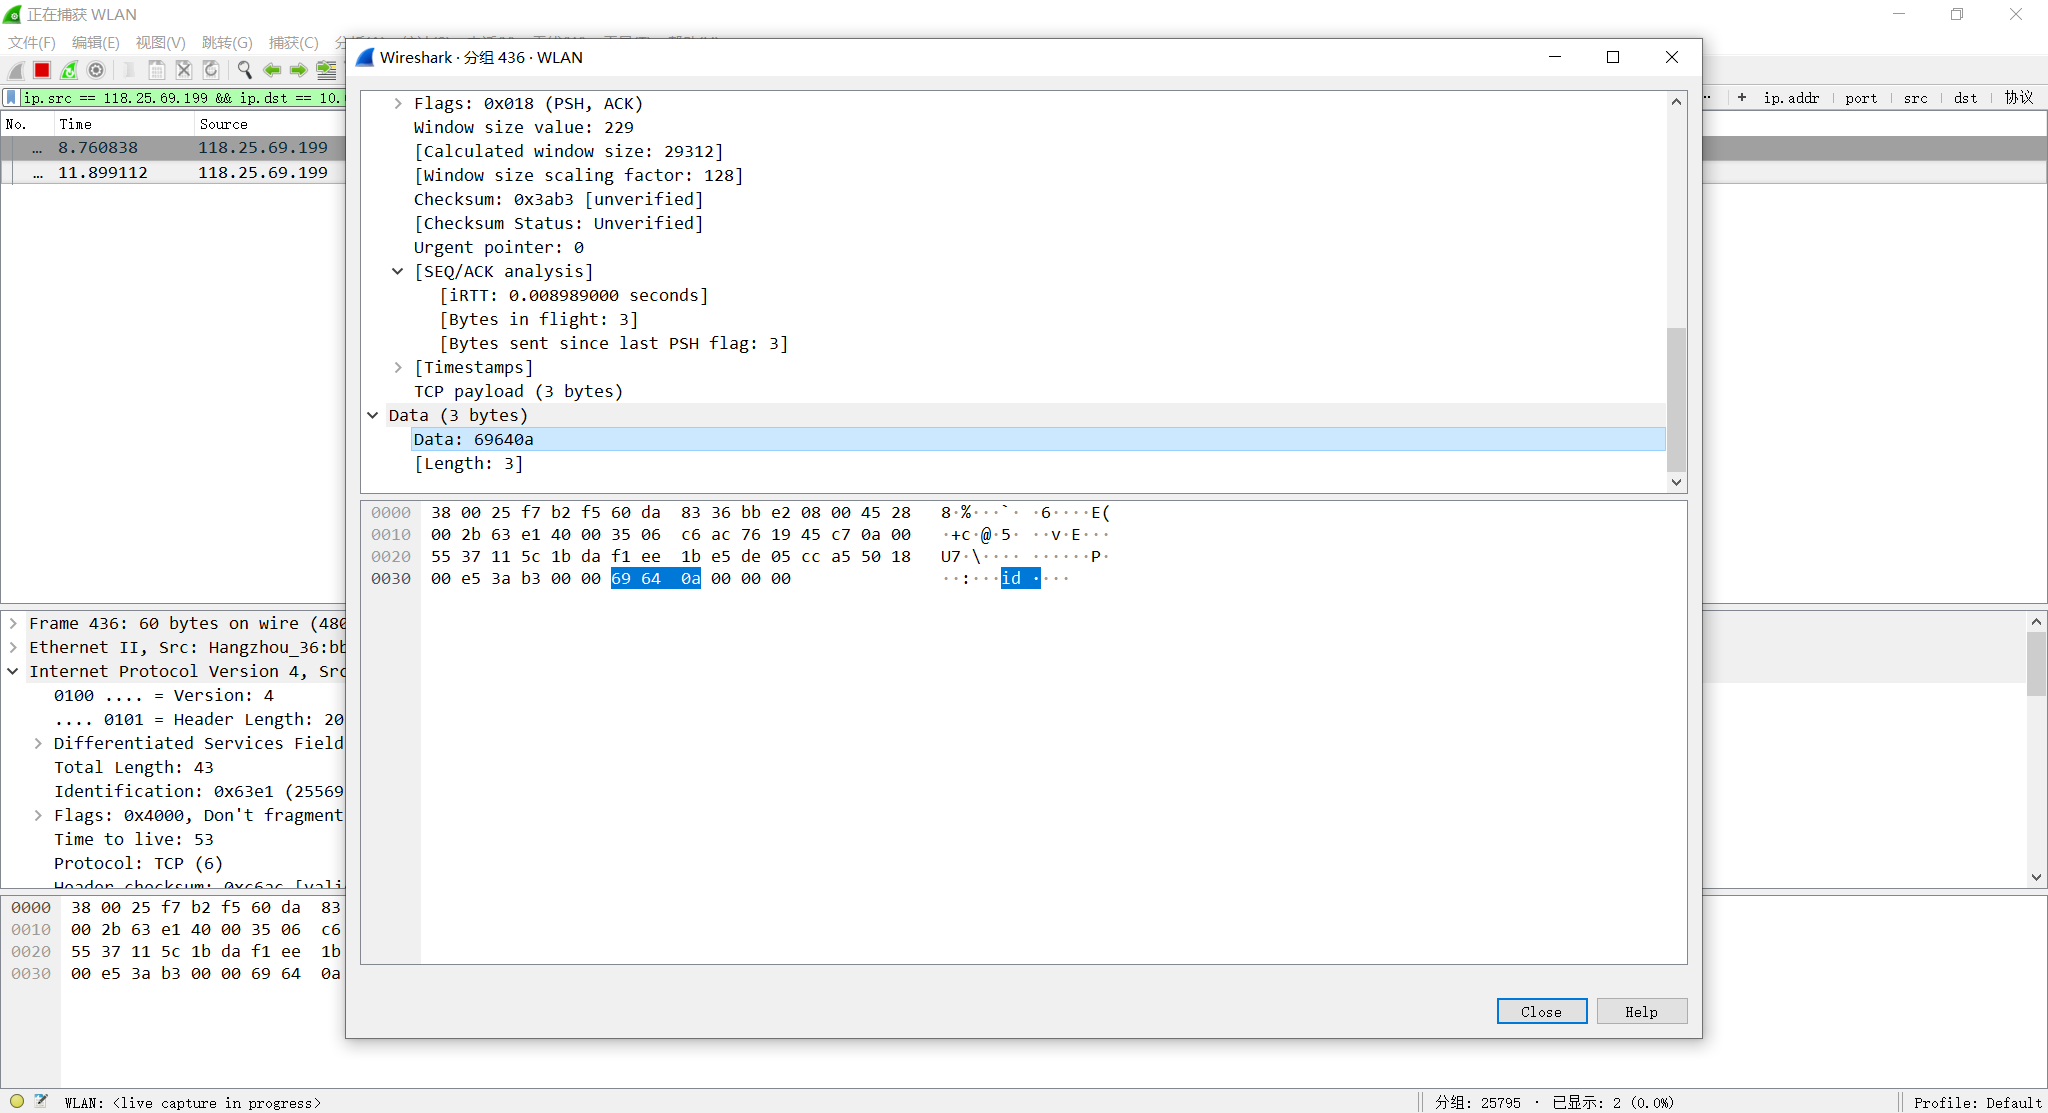 正在捕获 WLAN
文件(F) 编辑(E) 视图(V) 跳转(G) 捕获(C)
ip.src == 118.25.69.199 && ip.dst == 10.
+ ip.addr port src dst 协议
No. Time Source
… 8.760838 118.25.69.199
… 11.899112 118.25.69.199
Wireshark · 分组 436 · WLAN
Flags: 0x018 (PSH, ACK)
Window size value: 229
[Calculated window size: 29312]
[Window size scaling factor: 128]
Checksum: 0x3ab3 [unverified]
[Checksum Status: Unverified]
Urgent pointer: 0
[SEQ/ACK analysis]
[iRTT: 0.008989000 seconds]
[Bytes in flight: 3]
[Bytes sent since last PSH flag: 3]
[Timestamps]
TCP payload (3 bytes)
Data (3 bytes)
Data: 69640a
[Length: 3]
0000 38 00 25 f7 b2 f5 60 da 83 36 bb e2 08 00 45 28 8·%···`· ·6····E(
0010 00 2b 63 e1 40 00 35 06 c6 ac 76 19 45 c7 0a 00 ·+c·@·5· ··v·E···
0020 55 37 11 5c 1b da f1 ee 1b e5 de 05 cc a5 50 18 U7·\···· ······P·
0030 00 e5 3a b3 00 00 69 64 0a 00 00 00 ··:···id ····
Close Help
Frame 436: 60 bytes on wire (480
Ethernet II, Src: Hangzhou_36:bb
Internet Protocol Version 4, Src
0100 .... = Version: 4
.... 0101 = Header Length: 20
Differentiated Services Field
Total Length: 43
Identification: 0x63e1 (25569
Flags: 0x4000, Don't fragment
Time to live: 53
Protocol: TCP (6)
Header checksum: 0xc6ac [vali
0000 38 00 25 f7 b2 f5 60 da 83
0010 00 2b 63 e1 40 00 35 06 c6
0020 55 37 11 5c 1b da f1 ee 1b
0030 00 e5 3a b3 00 00 69 64 0a
WLAN: <live capture in progress>
分组: 25795 · 已显示: 2 (0.0%)
Profile: Default